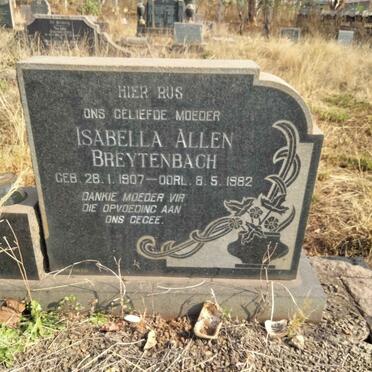 HIER RUS
ONS GELIEFDE MOEDER
ISABELLA ALLEN
BREYTENBACH
GEB. 28. 1. 1907 - OORL. 8. 5. 1982
DANKIE MOEDER VIR
DIE OPVOEDING AAN
ONS GEGEE.